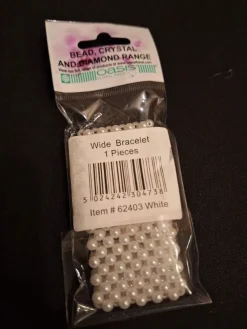 BEAD, CRYSTAL
AND DIAMOND RANGE
OASIS
Wide Bracelet
1 Pieces
5 024242 304738
Item # 62403 White